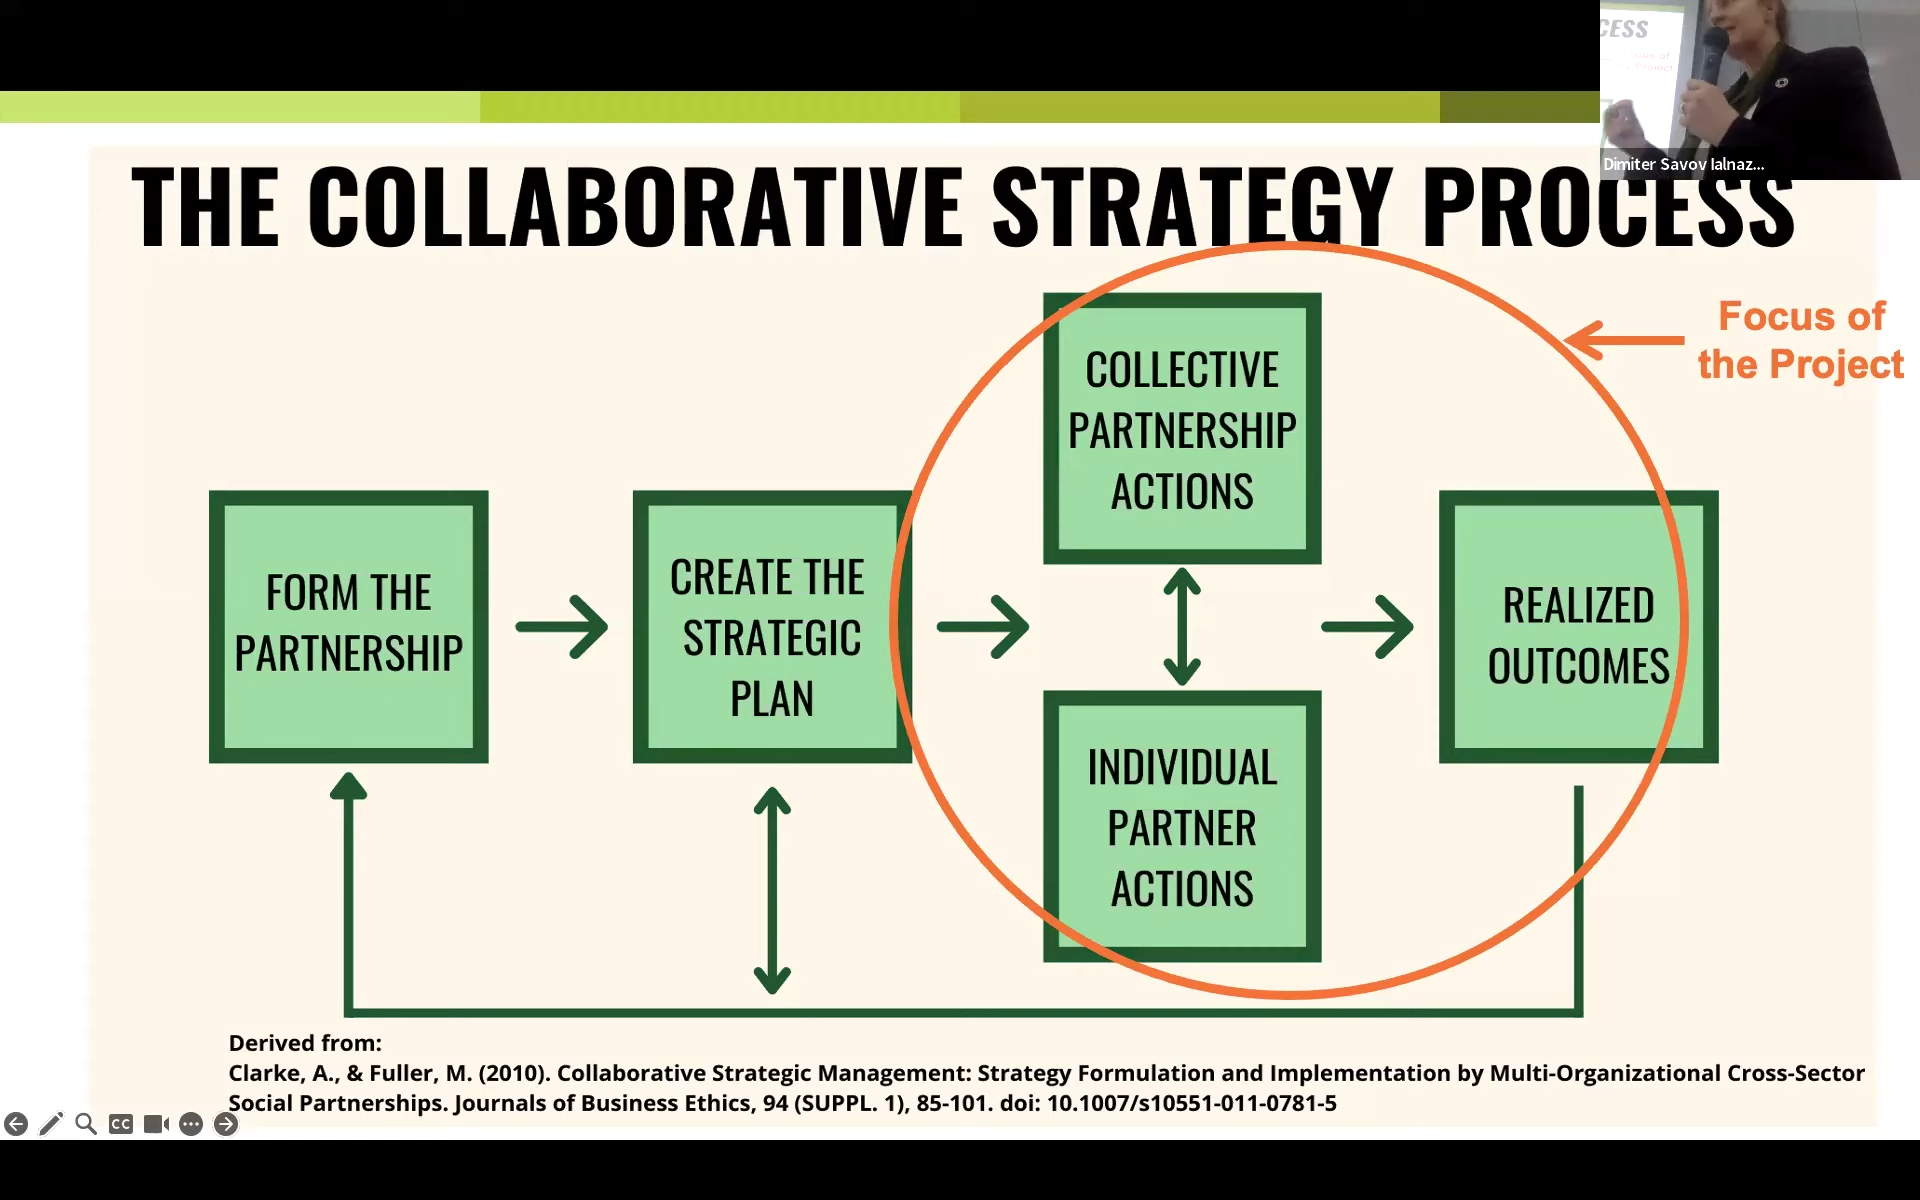 THE COLLABORATIVE STRATEGY PROCESS
CESS
Dimiter Savov Ialnaz...
Focus of
the Project
COLLECTIVE
PARTNERSHIP
ACTIONS
FORM THE
PARTNERSHIP
CREATE THE
STRATEGIC
PLAN
REALIZED
OUTCOMES
INDIVIDUAL
PARTNER
ACTIONS
Derived from:
Clarke, A., & Fuller, M. (2010). Collaborative Strategic Management: Strategy Formulation and Implementation by Multi-Organizational Cross-Sector
Social Partnerships. Journals of Business Ethics, 94 (SUPPL. 1), 85-101. doi: 10.1007/s10551-011-0781-5
CC